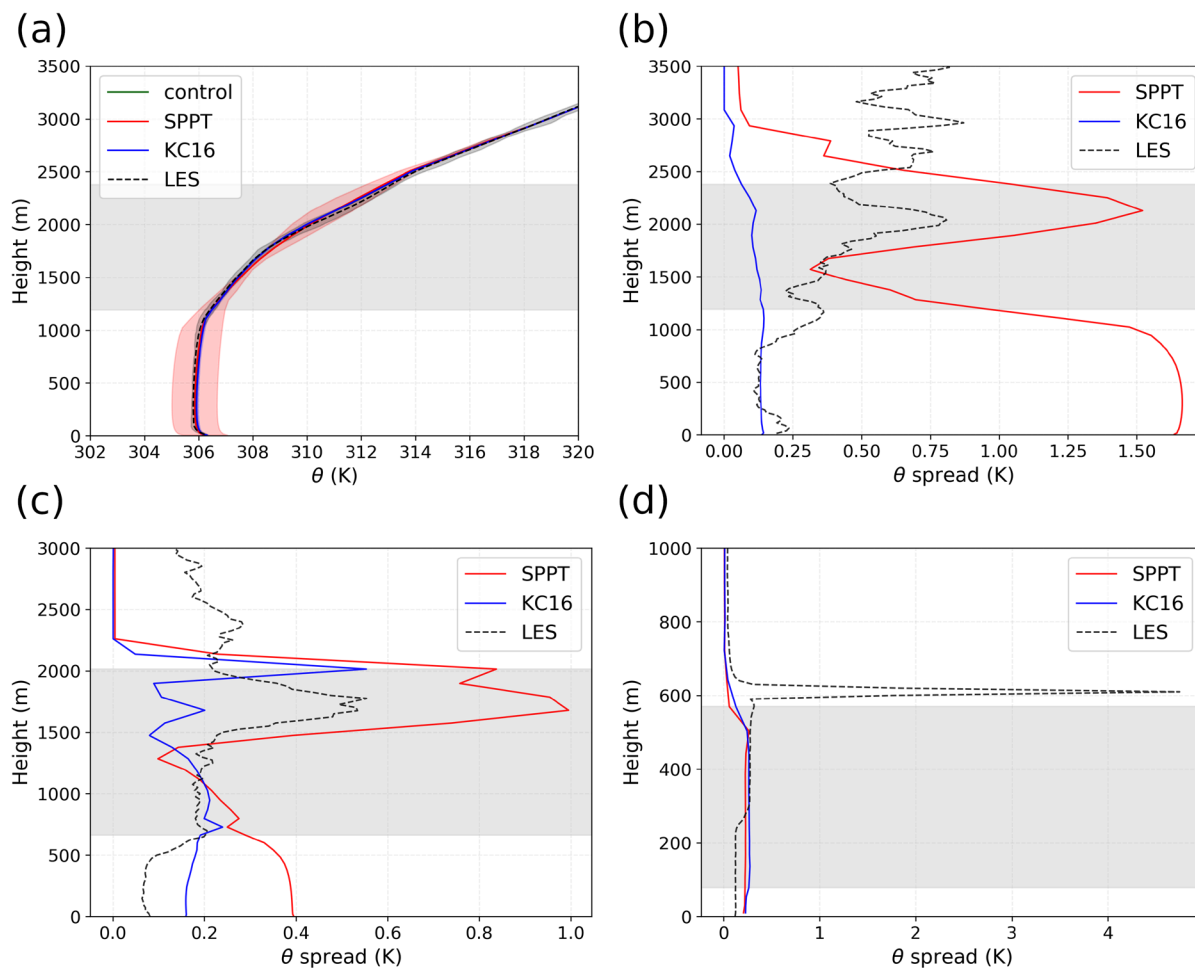 (a)
3500
3000
2500
2000
1500
1000
500
0
Height (m)
control
SPPT
KC16
LES
302 304 306 308 310 312 314 316 318 320
θ (K)
(b)
3500
3000
2500
2000
1500
1000
500
0
Height (m)
SPPT
KC16
LES
0.00 0.25 0.50 0.75 1.00 1.25 1.50
θ spread (K)
(c)
3000
2500
2000
1500
1000
500
0
Height (m)
SPPT
KC16
LES
0.0 0.2 0.4 0.6 0.8 1.0
θ spread (K)
(d)
1000
800
600
400
200
0
Height (m)
SPPT
KC16
LES
0 1 2 3 4
θ spread (K)